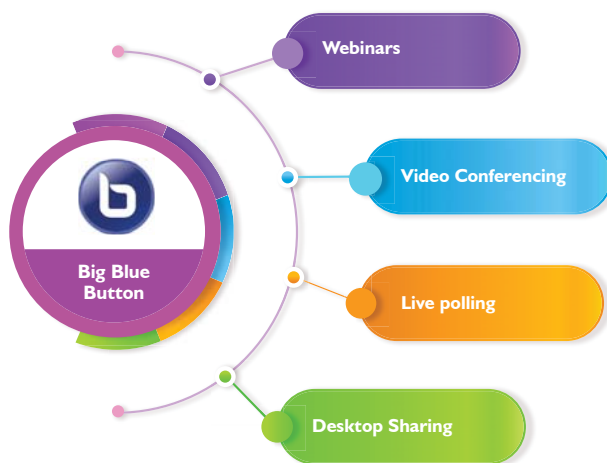 Webinars
Video Conferencing
Big Blue
Button
Live polling
Desktop Sharing